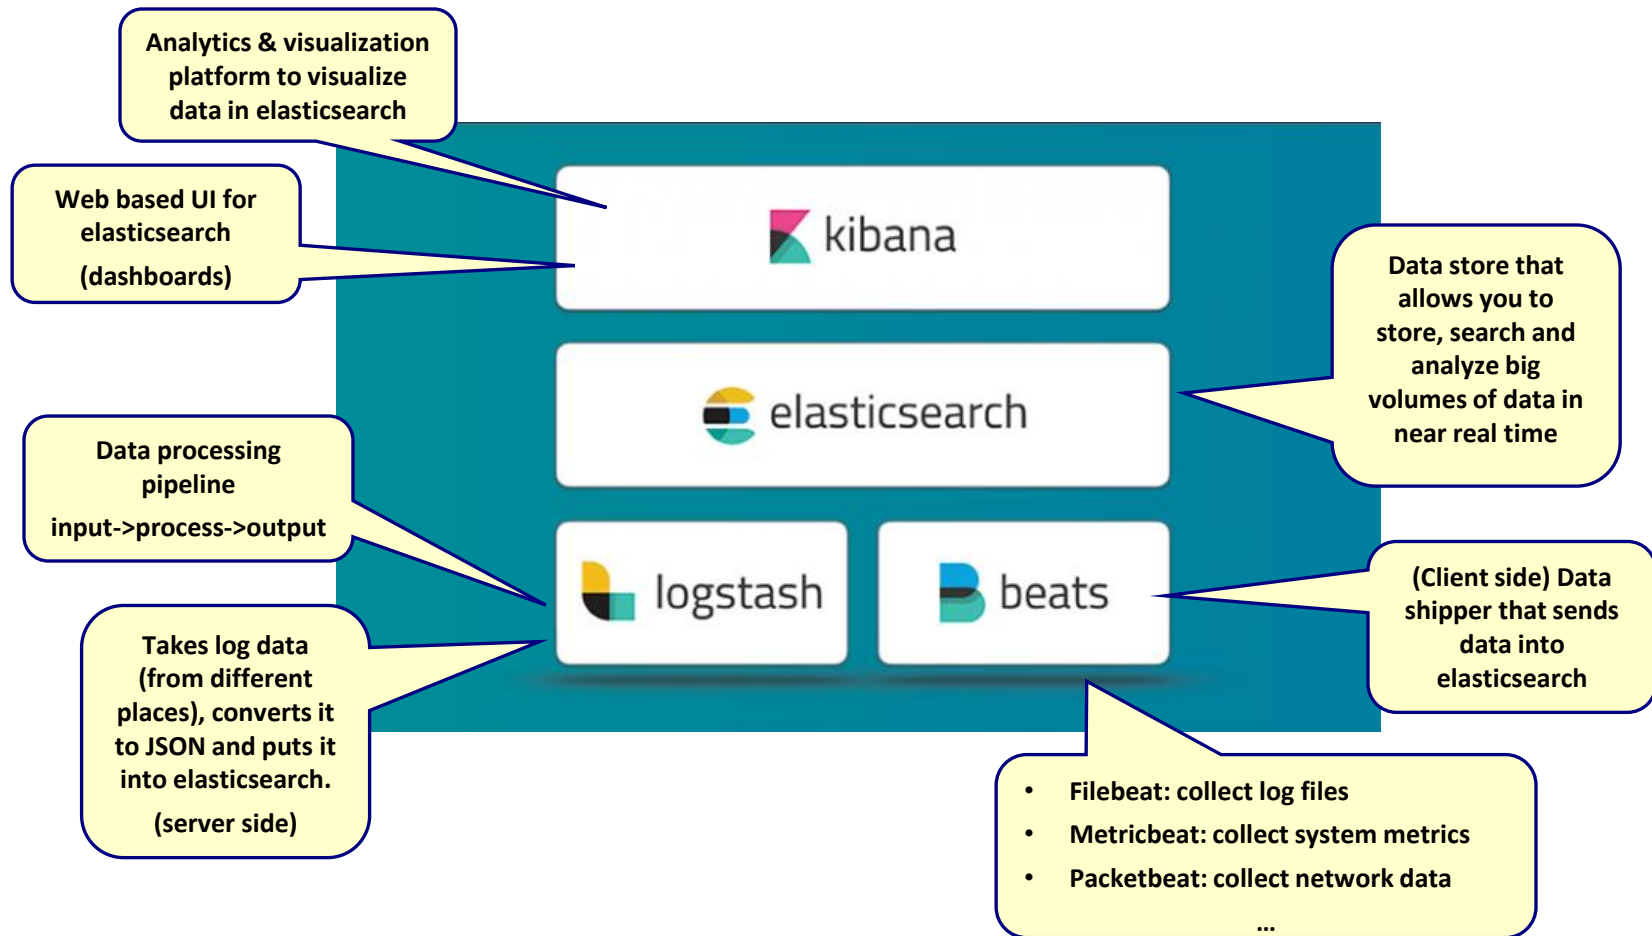 Analytics & visualization
platform to visualize
data in elasticsearch
Web based UI for
elasticsearch
(dashboards)
kibana
Data store that
allows you to
store, search and
analyze big
volumes of data in
near real time
elasticsearch
Data processing
pipeline
input->process->output
logstash
beats
(Client side) Data
shipper that sends
data into
elasticsearch
Takes log data
(from different
places), converts it
to JSON and puts it
into elasticsearch.
(server side)
• Filebeat: collect log files
• Metricbeat: collect system metrics
• Packetbeat: collect network data
...